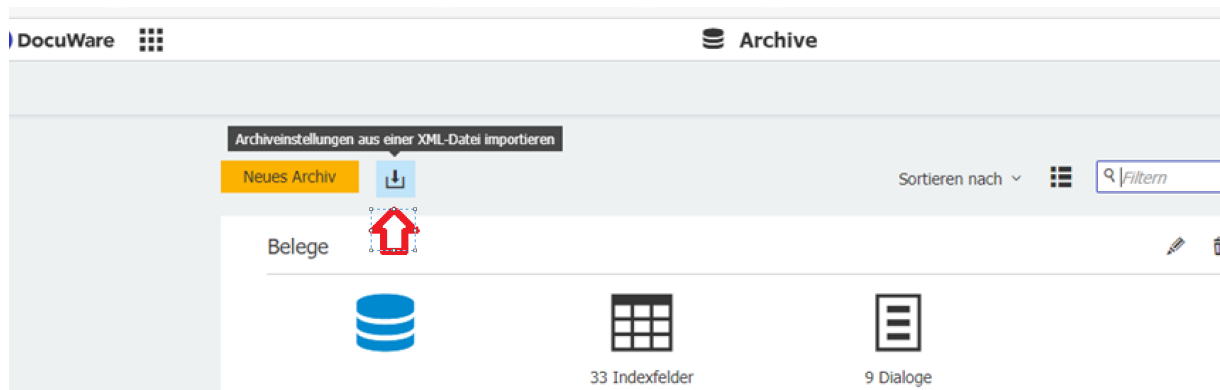 DocuWare
Archive
Archiveinstellungen aus einer XML-Datei importieren
Neues Archiv
Sortieren nach
Filtern
Belege
33 Indexfelder
9 Dialoge